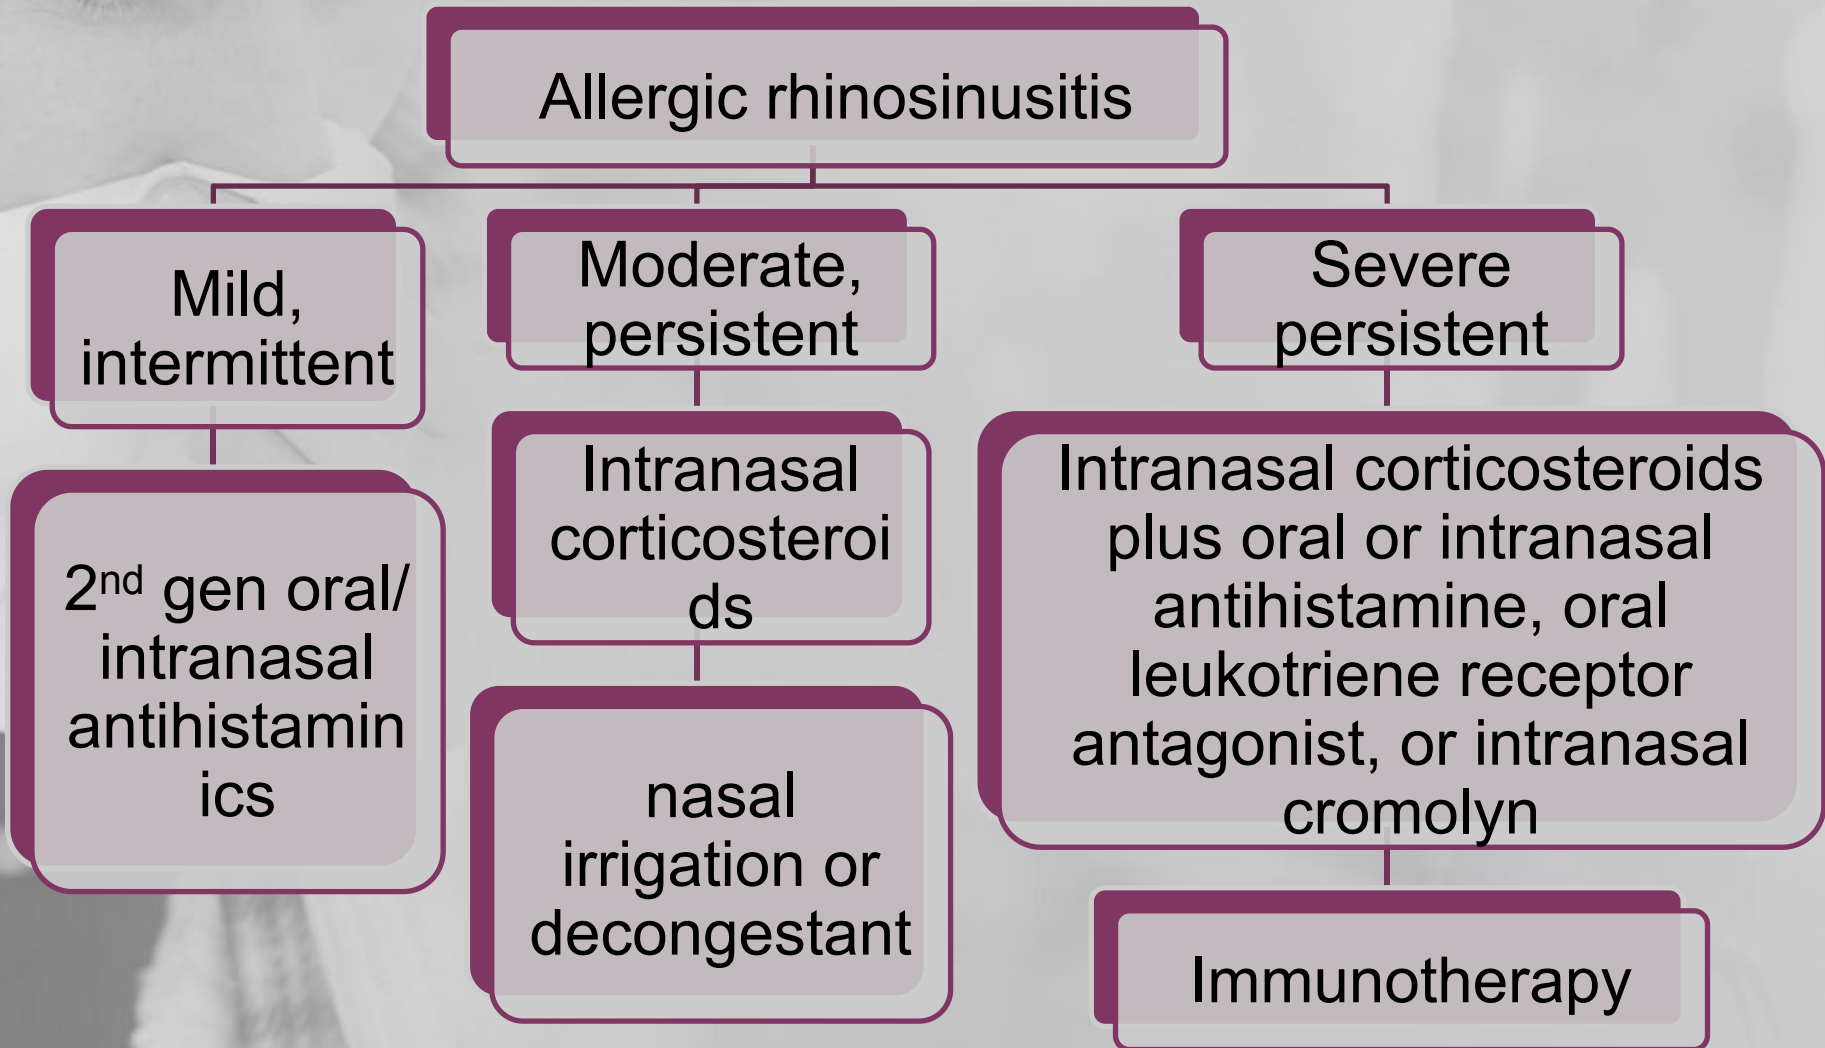 Allergic rhinosinusitis
Mild,
intermittent
2nd gen oral/
intranasal
antihistamin
ics
Moderate,
persistent
Intranasal
corticosteroi
ds
nasal
irrigation or
decongestant
Severe
persistent
Intranasal corticosteroids
plus oral or intranasal
antihistamine, oral
leukotriene receptor
antagonist, or intranasal
cromolyn
Immunotherapy